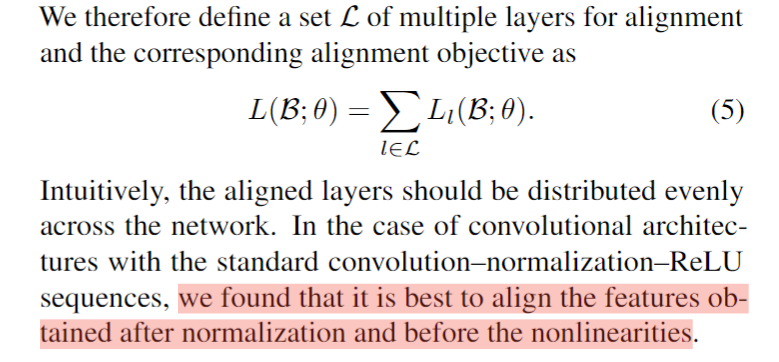 We therefore define a set ℒ of multiple layers for alignment
and the corresponding alignment objective as
L(ℬ; θ) = ∑ Lₗ(ℬ; θ). (5)
l∈ℒ
Intuitively, the aligned layers should be distributed evenly
across the network. In the case of convolutional architec-
tures with the standard convolution–normalization–ReLU
sequences, we found that it is best to align the features ob-
tained after normalization and before the nonlinearities.